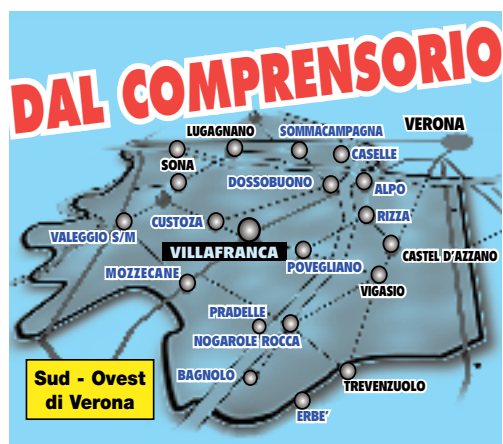 DAL COMPRENSORIO
LUGAGNANO
SOMMACAMPAGNA
VERONA
SONA
CASELLE
DOSSOBUONO
ALPO
VALEGGIO S/M
CUSTOZA
RIZZA
VILLAFRANCA
POVEGLIANO
CASTEL D'AZZANO
MOZZECANE
VIGASIO
PRADELLE
NOGAROLE ROCCA
BAGNOLO
TREVENZUOLO
ERBE'
Sud - Ovest
di Verona